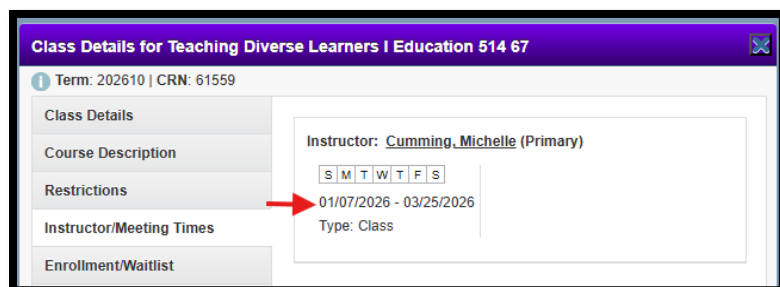 Class Details for Teaching Diverse Learners I Education 514 67
Term: 202610 | CRN: 61559
Class Details
Course Description
Restrictions
Instructor/Meeting Times
Enrollment/Waitlist
Instructor: Cumming, Michelle (Primary)
S M T W T F S
01/07/2026 - 03/25/2026
Type: Class